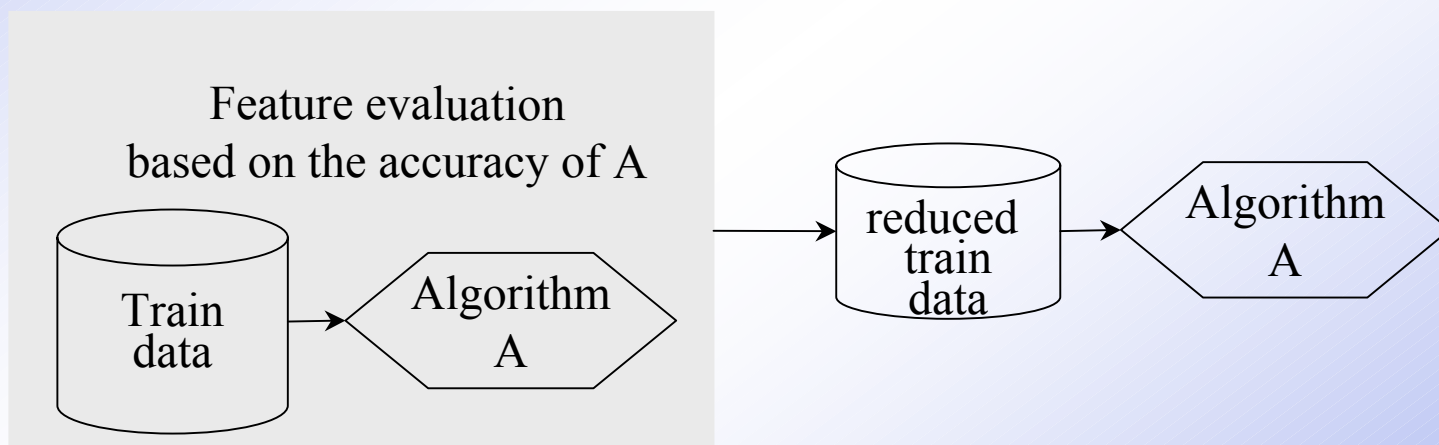 Feature evaluation
based on the accuracy of A
Train
data
Algorithm
A
reduced
train
data
Algorithm
A